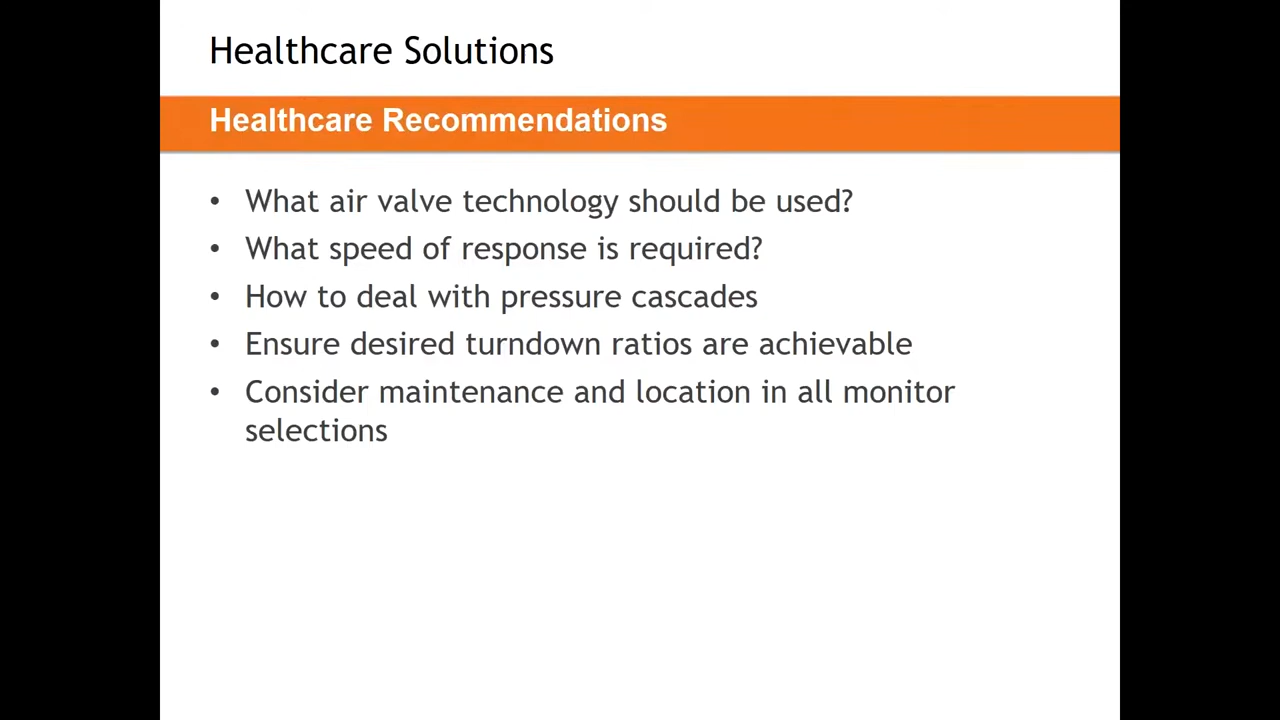 Healthcare Solutions
Healthcare Recommendations
• What air valve technology should be used?
• What speed of response is required?
• How to deal with pressure cascades
• Ensure desired turndown ratios are achievable
• Consider maintenance and location in all monitor
selections